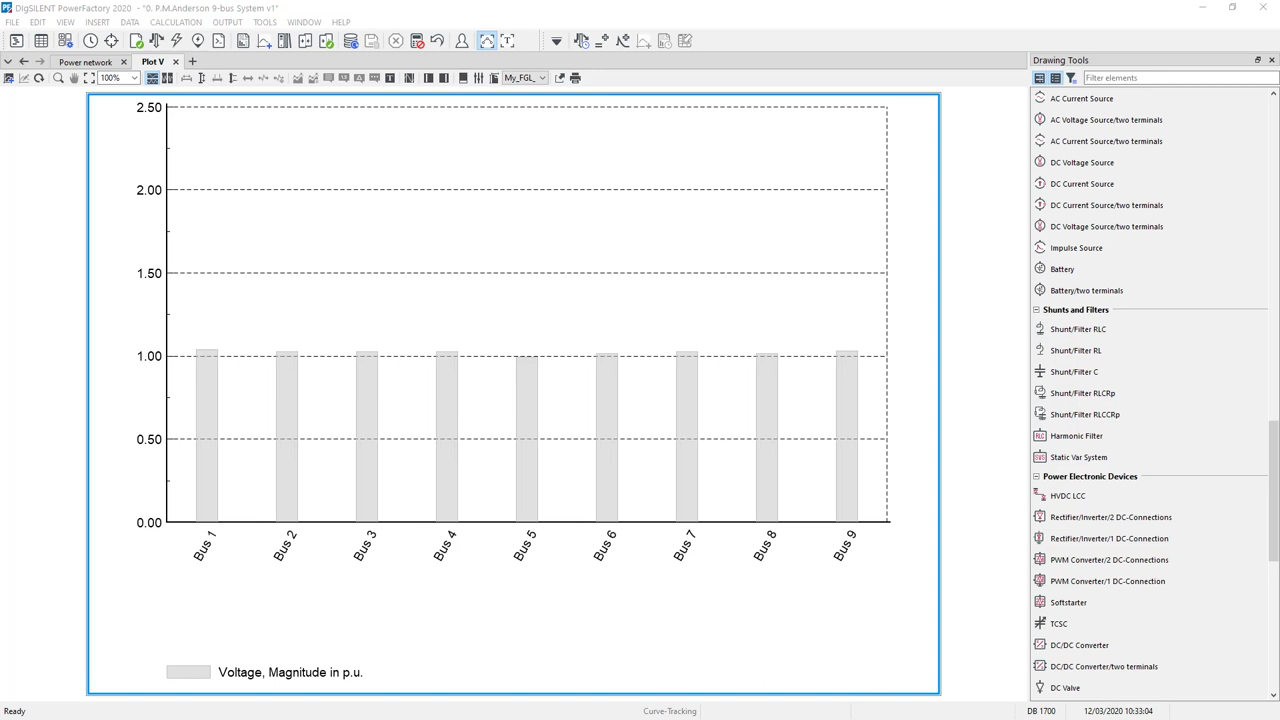 DIgSILENT PowerFactory 2020 - "0. P.M.Anderson 9-bus System v1"
FILE EDIT VIEW INSERT DATA CALCULATION OUTPUT TOOLS WINDOW HELP
Drawing Tools
Power network
Plot V
100%
My_FGL_
Filter elements
AC Current Source
AC Voltage Source/two terminals
AC Current Source/two terminals
DC Voltage Source
DC Current Source
DC Current Source/two terminals
DC Voltage Source/two terminals
Impulse Source
Battery
Battery/two terminals
Shunts and Filters
Shunt/Filter RLC
Shunt/Filter RL
Shunt/Filter C
Shunt/Filter RLCRp
Shunt/Filter RLCCRp
Harmonic Filter
Static Var System
Power Electronic Devices
HVDC LCC
Rectifier/Inverter/2 DC-Connections
Rectifier/Inverter/1 DC-Connection
PWM Converter/2 DC-Connections
PWM Converter/1 DC-Connection
Softstarter
TCSC
DC/DC Converter
DC/DC Converter/two terminals
DC Valve
2.50
2.00
1.50
1.00
0.50
0.00
Bus 1
Bus 2
Bus 3
Bus 4
Bus 5
Bus 6
Bus 7
Bus 8
Bus 9
Voltage, Magnitude in p.u.
Ready
Curve-Tracking
DB 1700
12/03/2020 10:33:04